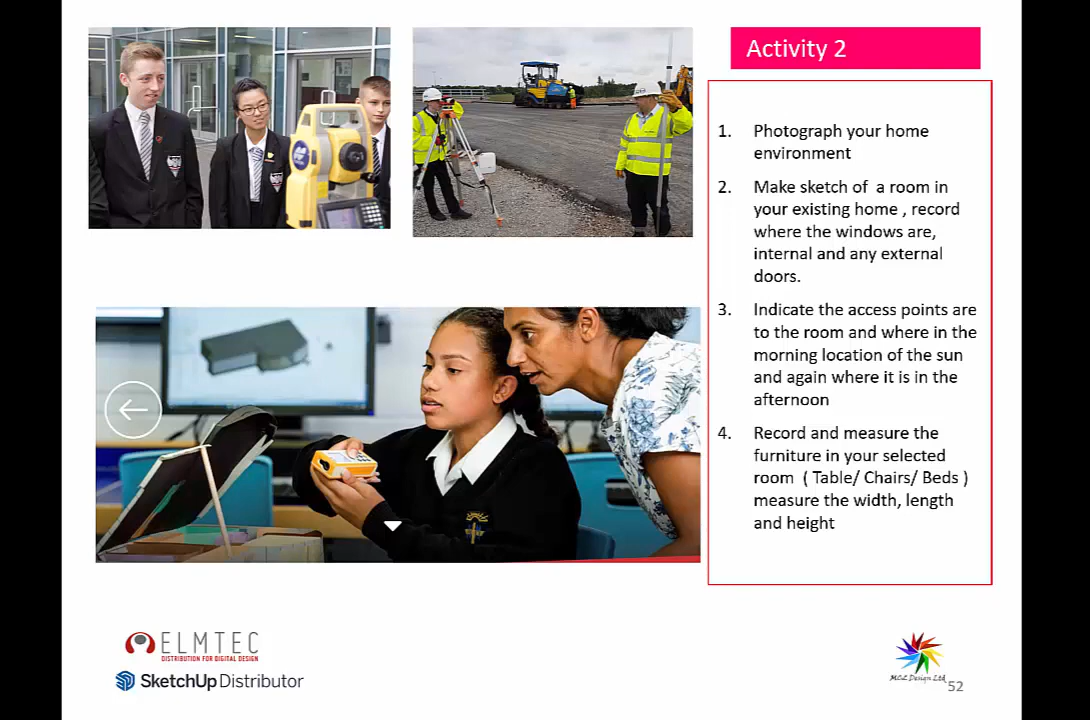 Activity 2
1. Photograph your home
environment
2. Make sketch of a room in
your existing home , record
where the windows are,
internal and any external
doors.
3. Indicate the access points are
to the room and where in the
morning location of the sun
and again where it is in the
afternoon
4. Record and measure the
furniture in your selected
room ( Table/ Chairs/ Beds )
measure the width, length
and height
ELMTEC
DISTRIBUTION FOR DIGITAL DESIGN
SketchUp Distributor
MCL Design Ltd
52